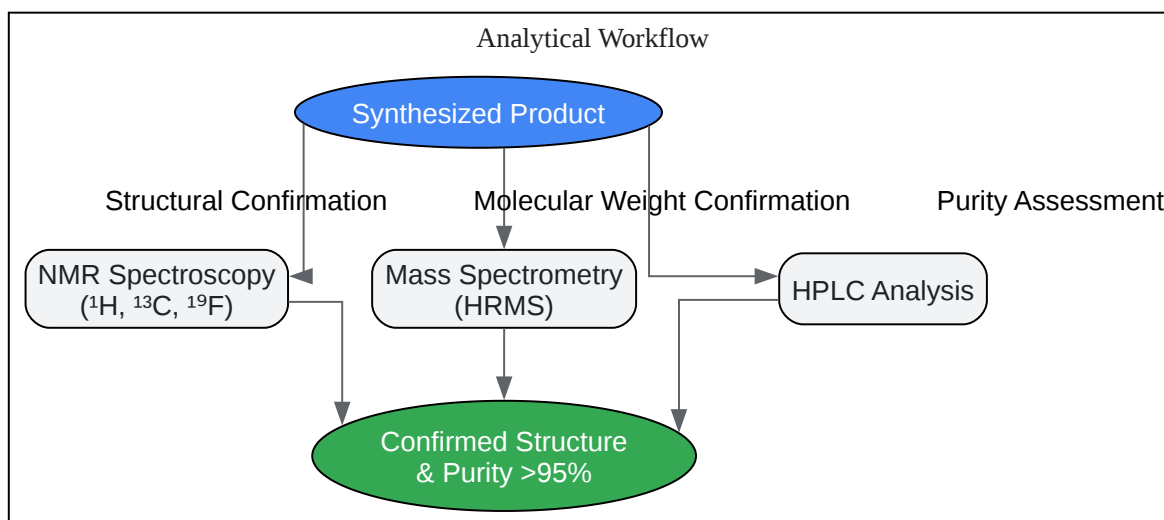 Analytical Workflow
Synthesized Product
Structural Confirmation
Molecular Weight Confirmation
Purity Assessment
NMR Spectroscopy
(¹H, ¹³C, ¹⁹F)
Mass Spectrometry
(HRMS)
HPLC Analysis
Confirmed Structure
& Purity >95%